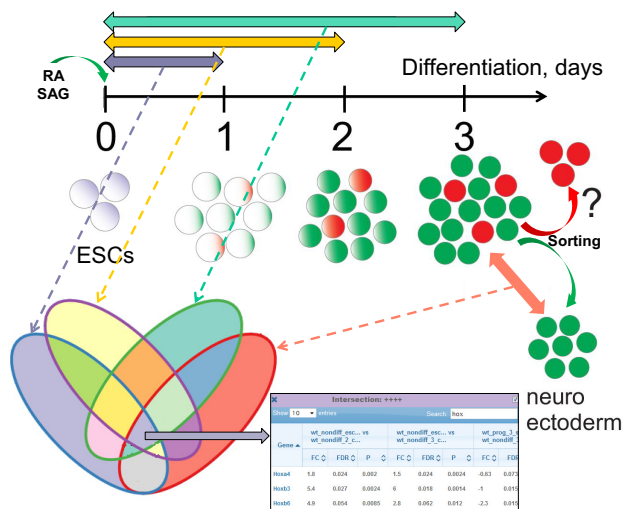 RA
SAG
Differentiation, days
0 1 2 3
?
Sorting
ESCs
neuro
ectoderm
Intersection: ++++
Show 10 entries Search: hox
wt_nondiff_esc... vs wt_nondiff_esc... vs wt_prog_3_
Gene wt_nondiff_2_c... wt_nondiff_3_c... wt_nondiff_3
FC FDR P FC FDR P FC FDR
Hoxa4 1.8 0.024 0.002 1.5 0.024 0.0024 -0.63 0.073
Hoxb3 5.4 0.027 0.0024 6 0.018 0.0014 -1 0.015
Hoxb6 4.9 0.054 0.0085 2.8 0.062 0.012 -2.3 0.015